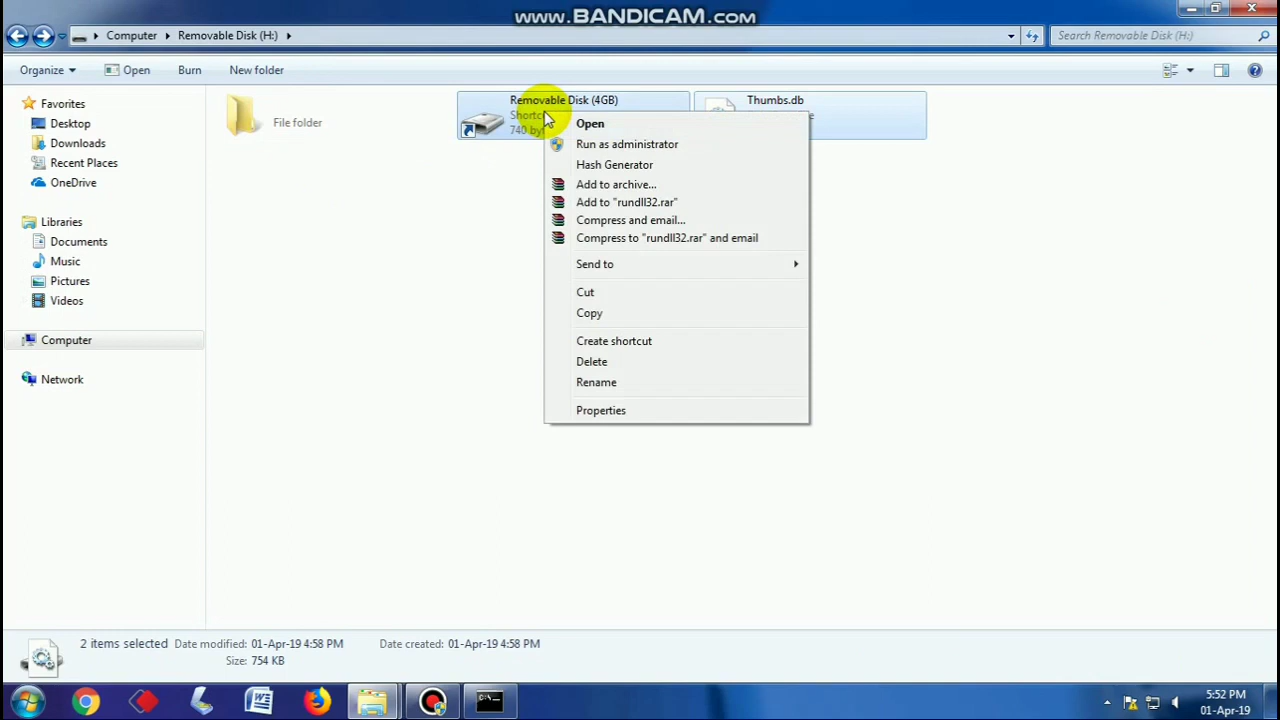 www.BANDICAM.com
Computer
Removable Disk (H:)
Search Removable Disk (H:)
Organize
Open
Burn
New folder
Favorites
Desktop
Downloads
Recent Places
OneDrive
Libraries
Documents
Music
Pictures
Videos
Computer
Network
File folder
Removable Disk (4GB)
740 by
Thumbs.db
Open
Run as administrator
Hash Generator
Add to archive...
Add to "rundll32.rar"
Compress and email...
Compress to "rundll32.rar" and email
Send to
Cut
Copy
Create shortcut
Delete
Rename
Properties
2 items selected Date modified: 01-Apr-19 4:58 PM Date created: 01-Apr-19 4:58 PM
Size: 754 KB
5:52 PM
01-Apr-19